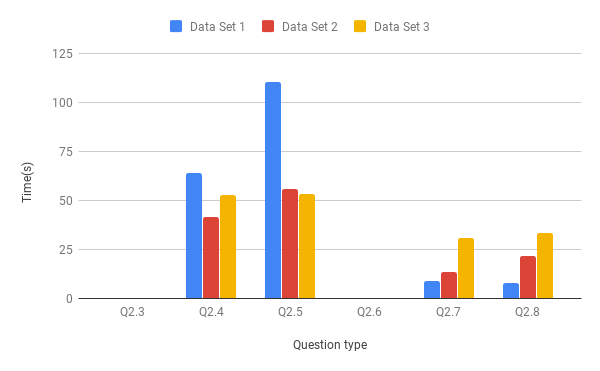 Data Set 1 Data Set 2 Data Set 3
125
100
75
50
25
0
Time(s)
Q2.3 Q2.4 Q2.5 Q2.6 Q2.7 Q2.8
Question type